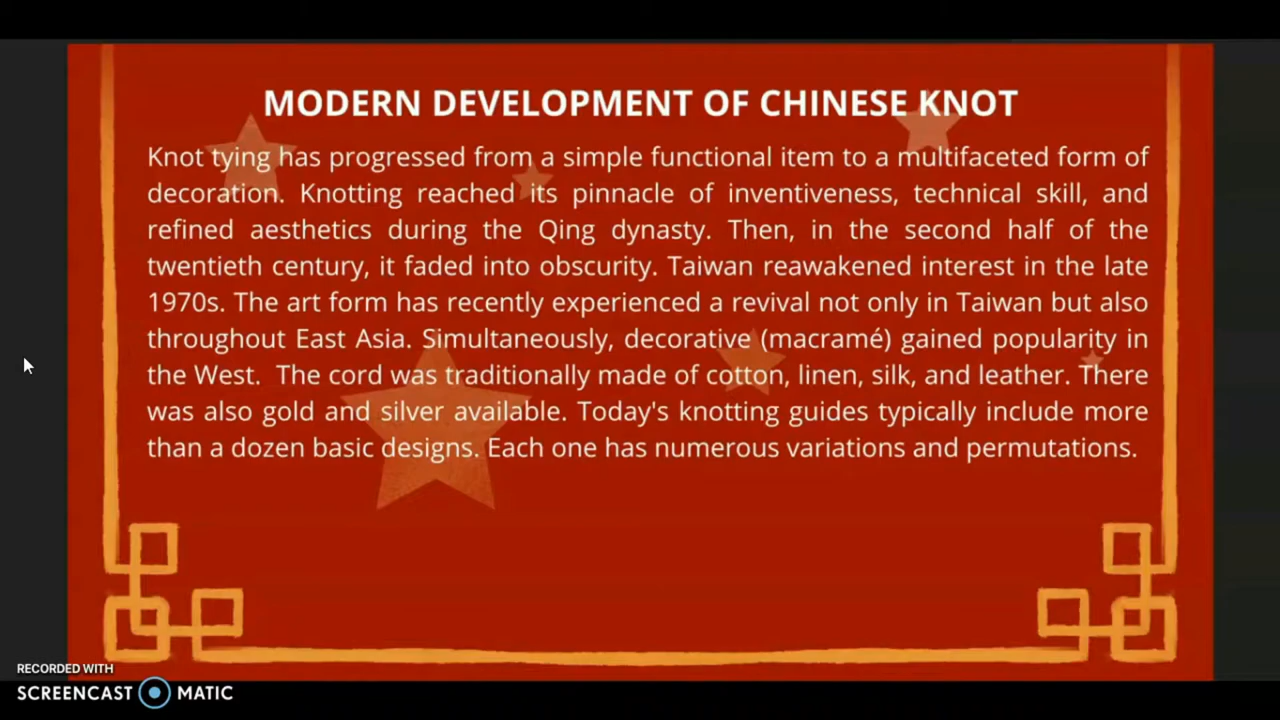 MODERN DEVELOPMENT OF CHINESE KNOT
Knot tying has progressed from a simple functional item to a multifaceted form of
decoration. Knotting reached its pinnacle of inventiveness, technical skill, and
refined aesthetics during the Qing dynasty. Then, in the second half of the
twentieth century, it faded into obscurity. Taiwan reawakened interest in the late
1970s. The art form has recently experienced a revival not only in Taiwan but also
throughout East Asia. Simultaneously, decorative (macramé) gained popularity in
the West. The cord was traditionally made of cotton, linen, silk, and leather. There
was also gold and silver available. Today's knotting guides typically include more
than a dozen basic designs. Each one has numerous variations and permutations.
RECORDED WITH
SCREENCAST MATIC